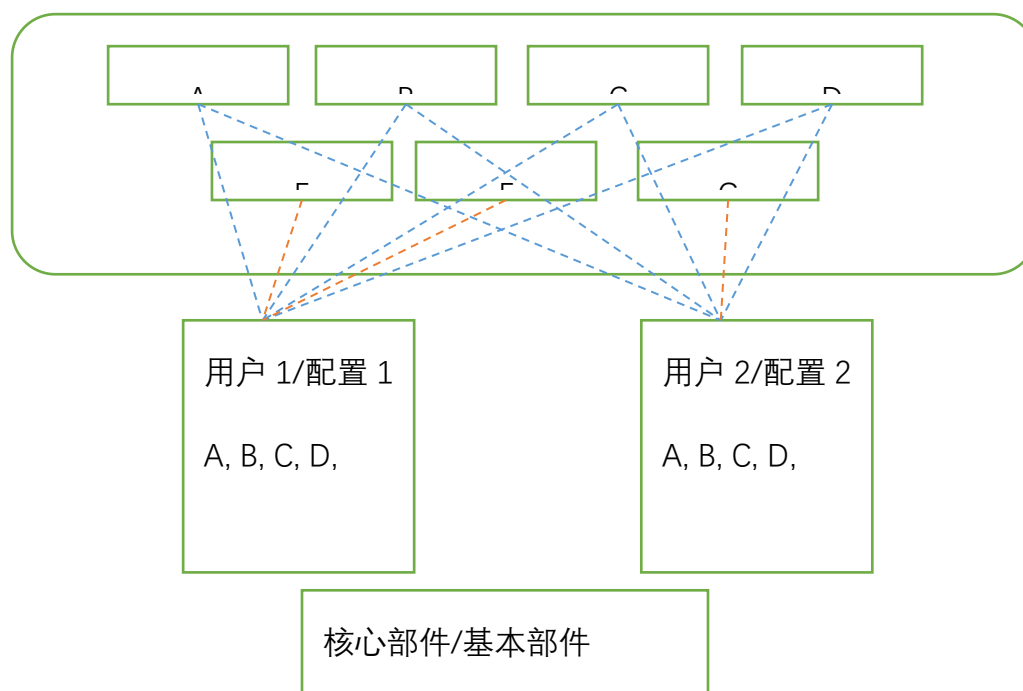 A
B
D
用户 1/配置 1
A, B, C, D,
用户 2/配置 2
A, B, C, D,
核心部件/基本部件